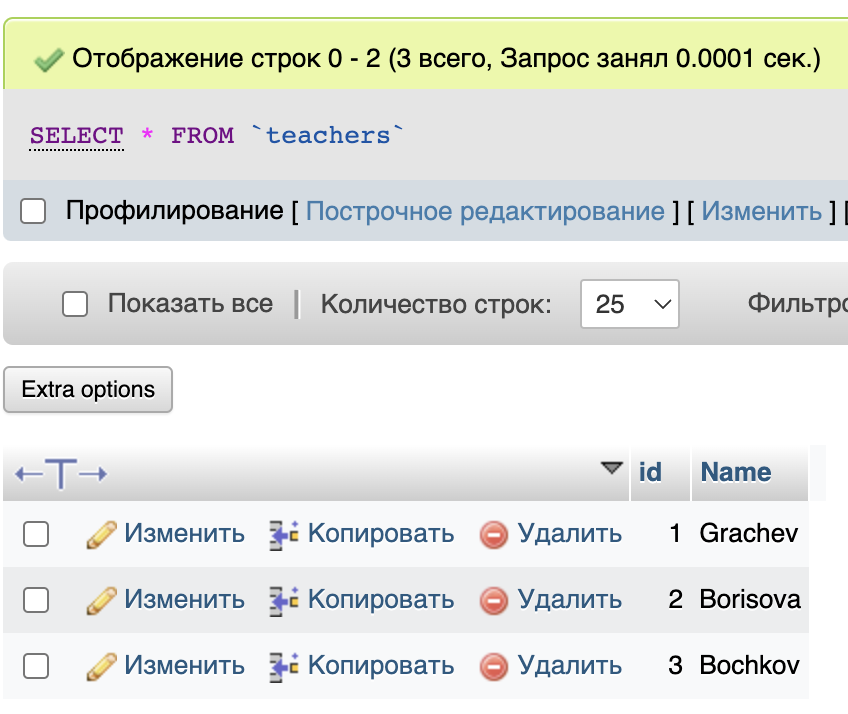 Отображение строк 0 - 2 (3 всего, Запрос занял 0.0001 сек.)
SELECT * FROM `teachers`
Профилирование [ Построчное редактирование ] [ Изменить ] [
Показать все | Количество строк: 25 Фильтро
Extra options
←T→ id Name
Изменить Копировать Удалить 1 Grachev
Изменить Копировать Удалить 2 Borisova
Изменить Копировать Удалить 3 Bochkov